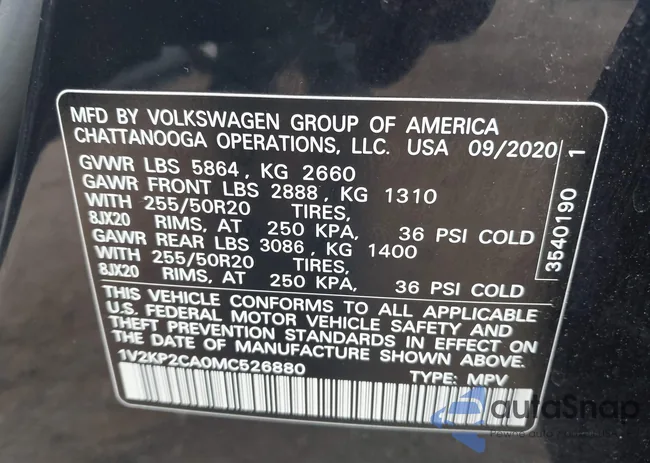 MFD BY VOLKSWAGEN GROUP OF AMERICA
CHATTANOOGA OPERATIONS, LLC. USA 09/2020
GVWR LBS 5864, KG 2660
GAWR FRONT LBS 2888, KG 1310
WITH 255/50R20 TIRES,
8JX20 RIMS, AT 250 KPA, 36 PSI COLD
GAWR REAR LBS 3086, KG 1400
WITH 255/50R20 TIRES,
8JX20 RIMS, AT 250 KPA, 36 PSI COLD
THIS VEHICLE CONFORMS TO ALL APPLICABLE
U.S. FEDERAL MOTOR VEHICLE SAFETY AND
THEFT PREVENTION STANDARDS IN EFFECT ON
THE DATE OF MANUFACTURE SHOWN ABOVE.
1V2KP2CA0MC526880 TYPE: MPV
3540190 1
autoSnap